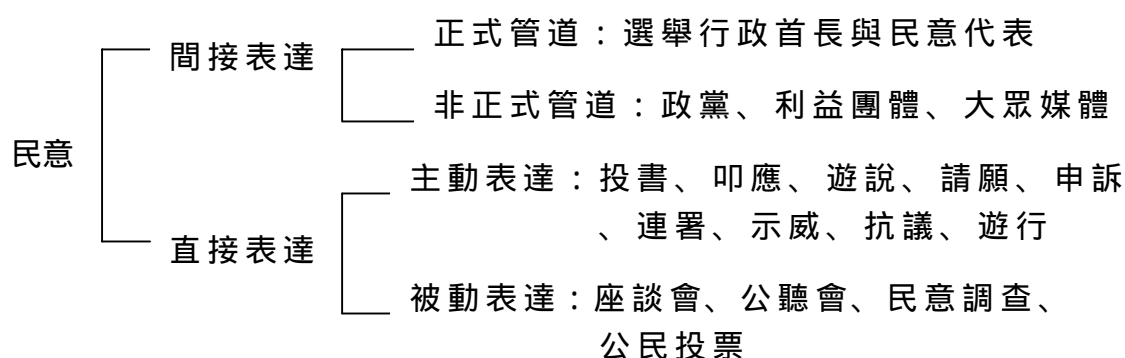 正式管道：選舉行政首長與民意代表
間接表達
非正式管道：政黨、利益團體、大眾媒體
民意
主動表達：投書、叩應、遊說、請願、申訴
、連署、示威、抗議、遊行
直接表達
被動表達：座談會、公聽會、民意調查、
公民投票